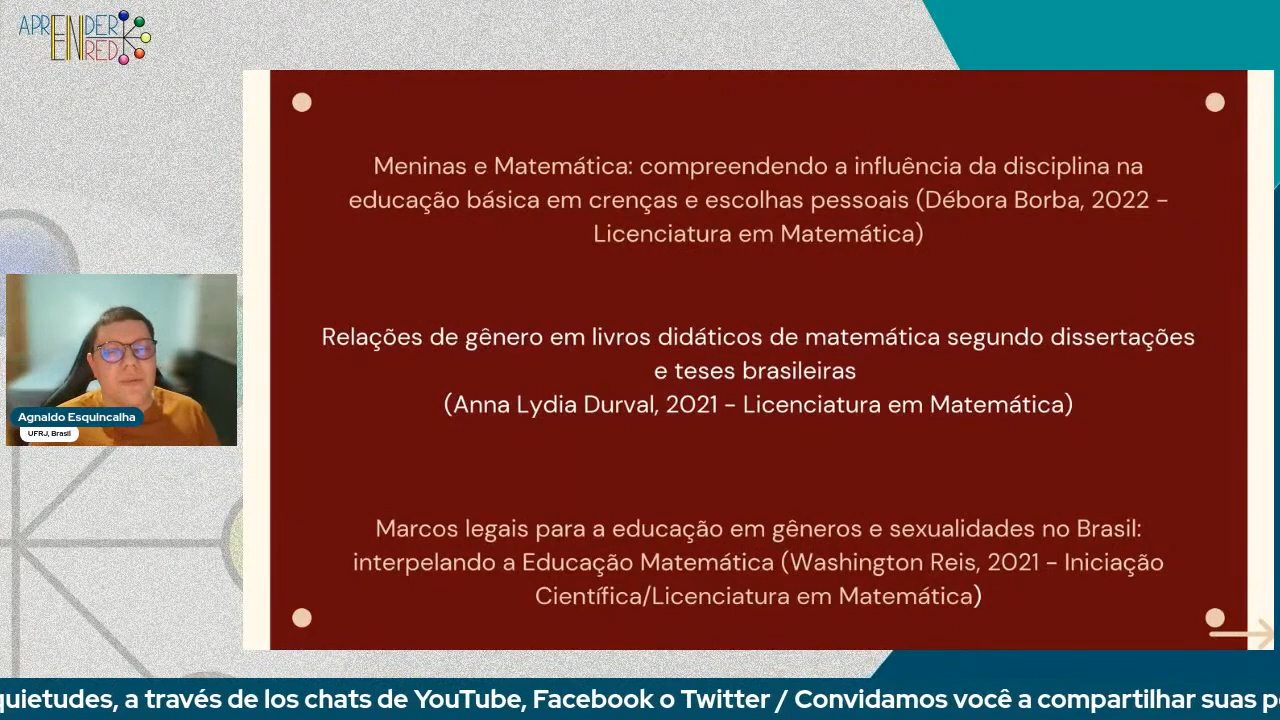 APRENDER
EN RED
Meninas e Matemática: compreendendo a influência da disciplina na
educação básica em crenças e escolhas pessoais (Débora Borba, 2022 -
Licenciatura em Matemática)
Relações de gênero em livros didáticos de matemática segundo dissertações
e teses brasileiras
(Anna Lydia Durval, 2021 - Licenciatura em Matemática)
Agnaldo Esquincalha
UFRJ, Brasil
Marcos legais para a educação em gêneros e sexualidades no Brasil:
interpelando a Educação Matemática (Washington Reis, 2021 - Iniciação
Científica/Licenciatura em Matemática)
quietudes, a través de los chats de YouTube, Facebook o Twitter / Convidamos você a compartilhar suas p